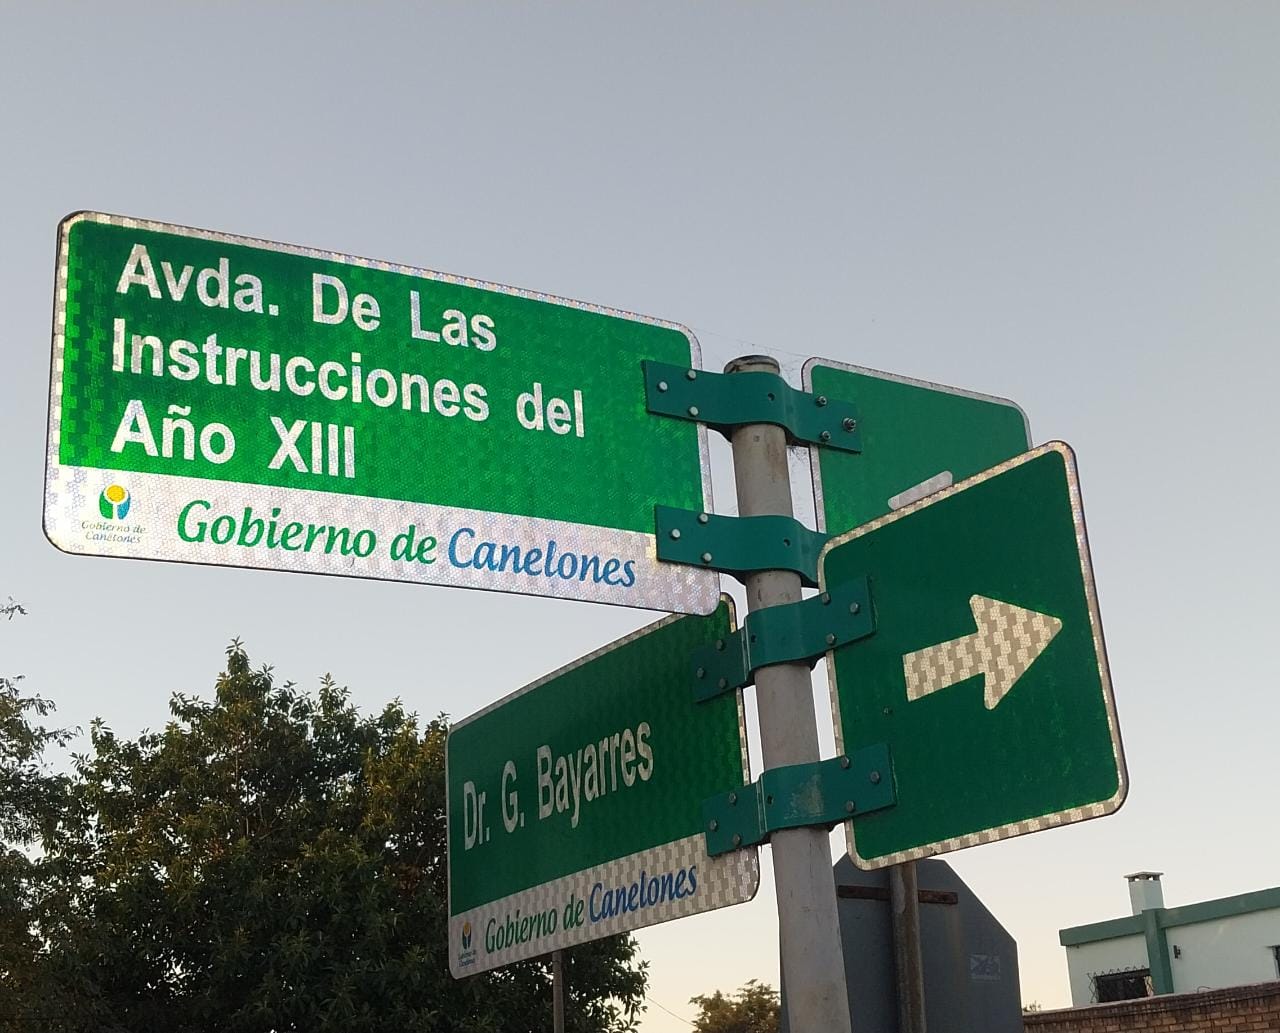 Avda. De Las
Instrucciones del
Año XIII
Gobierno de
Canelones
Gobierno de Canelones
Dr. G. Bayarres
Gobierno de Canelones